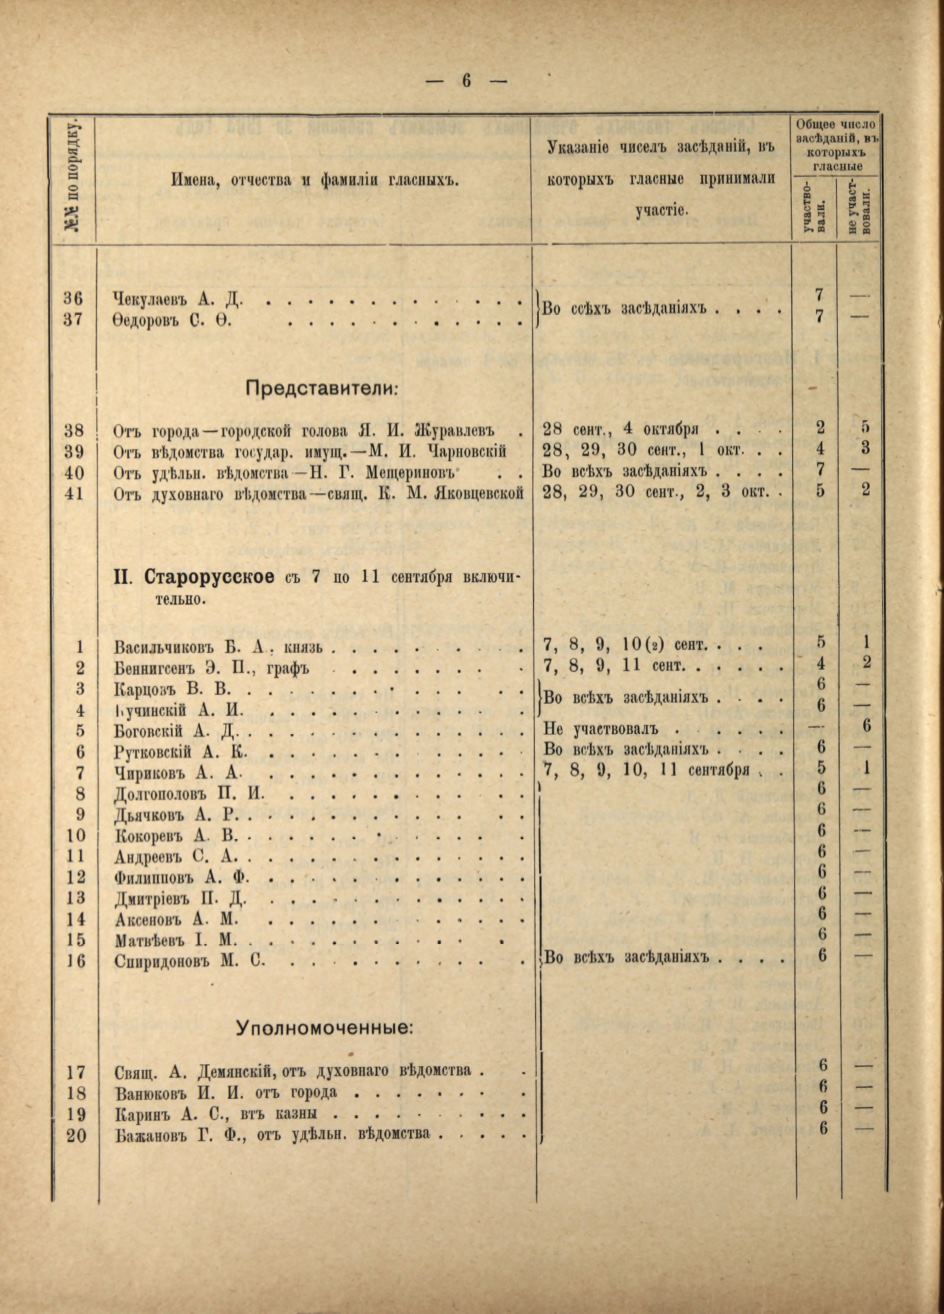 — 6 —
№№ по порядку.
Имена, отчества и фамиліи гласныхъ.
Указаніе чиселъ засѣданій, въ
которыхъ гласные принимали
участіе.
Общее число
засѣданій, въ
которыхъ
гласные
участво-
вали.
не участ-
вовали.
36 Чекулаевъ А. Д. . . . . . . . . . . . . 7 —
37 Ѳедоровъ С. Ѳ. . . . . . . . . . . . Во ссѣхъ засѣданіяхъ . . . . 7 —
Представители:
38 Отъ города—городской голова Я. И. Журавлевъ . 28 сент., 4 октября . . . . 2 5
39 Отъ вѣдомства государ. имущ.—М. И. Чарновскій 28, 29, 30 сент., 1 окт. . . 4 3
40 Отъ удѣльн. вѣдомства—Н. Г. Мещериновъ . . Во всѣхъ засѣданіяхъ . . . . 7 —
41 Отъ духовнаго вѣдомства—свящ. К. М. Яковцевской 28, 29, 30 сент., 2, 3 окт. . 5 2
II. Старорусское съ 7 по 11 сентября включи-
тельно.
1 Васильчиковъ Б. А. князь . . . . . . . . . 7, 8, 9, 10(2) сент. . . . 5 1
2 Беннигсенъ Э. П., графъ . . . . . . . . 7, 8, 9, 11 сент. . . . . . 4 2
3 Карцовъ В. В. . . . . . . . . . . . . 6 —
4 Кучинскій А. И. . . . . . . . . . . . . Во всѣхъ засѣданіяхъ . . . . 6 —
5 Боговскій А. Д. . . . . . . . . . . . . Не участвовалъ . . . . . . — 6
6 Рутковскій А. К. . . . . . . . . . . . . Во всѣхъ засѣданіяхъ . . . . 6 —
7 Чириковъ А. А. . . . . . . . . . . . . 7, 8, 9, 10, 11 сентября . . 5 1
8 Долгополовъ П. И. . . . . . . . . . . . 6 —
9 Дьячковъ А. Р. . . . . . . . . . . . . 6 —
10 Кокоревъ А. В. . . . . . . . . . . . . 6 —
11 Андреевъ С. А. . . . . . . . . . . . . 6 —
12 Филипповъ А. Ф. . . . . . . . . . . . . 6 —
13 Дмитріевъ П. Д. . . . . . . . . . . . . 6 —
14 Аксеновъ А. М. . . . . . . . . . . . . 6 —
15 Матвѣевъ І. М. . . . . . . . . . . . 6 —
16 Спиридоновъ М. С. . . . . . . . . . . . Во всѣхъ засѣданіяхъ . . . . 6 —
Уполномоченные:
17 Свящ. А. Демянскій, отъ духовнаго вѣдомства . . 6 —
18 Ванюковъ И. И. отъ города . . . . . . . . 6 —
19 Каринъ А. С., втъ казны . . . . . . . . . 6 —
20 Бажановъ Г. Ф., отъ удѣльн. вѣдомства . . . . . 6 —